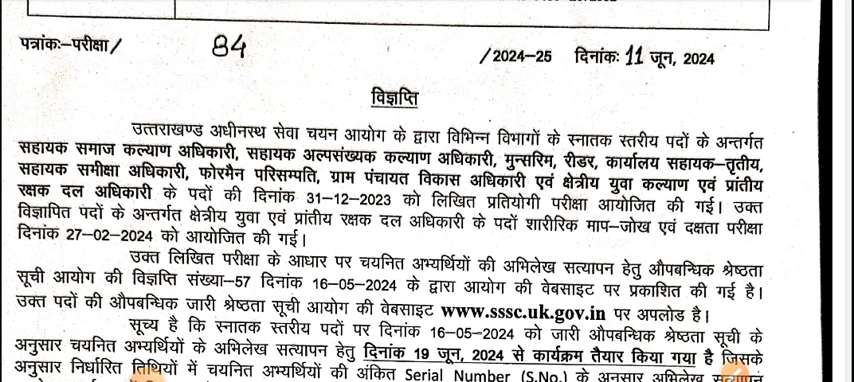 पत्रांकः-परीक्षा/ 84 /2024-25 दिनांकः 11 जून, 2024
विज्ञप्ति
उत्तराखण्ड अधीनस्थ सेवा चयन आयोग के द्वारा विभिन्न विभागों के स्नातक स्तरीय पदों के अन्तर्गत
सहायक समाज कल्याण अधिकारी, सहायक अल्पसंख्यक कल्याण अधिकारी, मुन्सरिम, रीडर, कार्यालय सहायक-तृतीय,
सहायक समीक्षा अधिकारी, फोरमैन परिसम्पति, ग्राम पंचायत विकास अधिकारी एवं क्षेत्रीय युवा कल्याण एवं प्रांतीय
रक्षक दल अधिकारी के पदों की दिनांक 31-12-2023 को लिखित प्रतियोगी परीक्षा आयोजित की गई। उक्त
विज्ञापित पदों के अन्तर्गत क्षेत्रीय युवा एवं प्रांतीय रक्षक दल अधिकारी के पदों शारीरिक माप-जोख एवं दक्षता परीक्षा
दिनांक 27-02-2024 को आयोजित की गई।
उक्त लिखित परीक्षा के आधार पर चयनित अभ्यर्थियों की अभिलेख सत्यापन हेतु औपबन्धिक श्रेष्ठता
सूची आयोग की विज्ञप्ति संख्या-57 दिनांक 16-05-2024 के द्वारा आयोग की वेबसाइट पर प्रकाशित की गई है।
उक्त पदों की औपबन्धिक जारी श्रेष्ठता सूची आयोग की वेबसाइट www.sssc.uk.gov.in पर अपलोड है।
सूच्य है कि स्नातक स्तरीय पदों पर दिनांक 16-05-2024 को जारी औपबन्धिक श्रेष्ठता सूची के
अनुसार चयनित अभ्यर्थियों के अभिलेख सत्यापन हेतु दिनांक 19 जून, 2024 से कार्यक्रम तैयार किया गया है जिसके
अनुसार निर्धारित तिथियों में चयनित अभ्यर्थियों की अंकित Serial Number (S.No.) के अनुसार अभिलेख सत्यापन